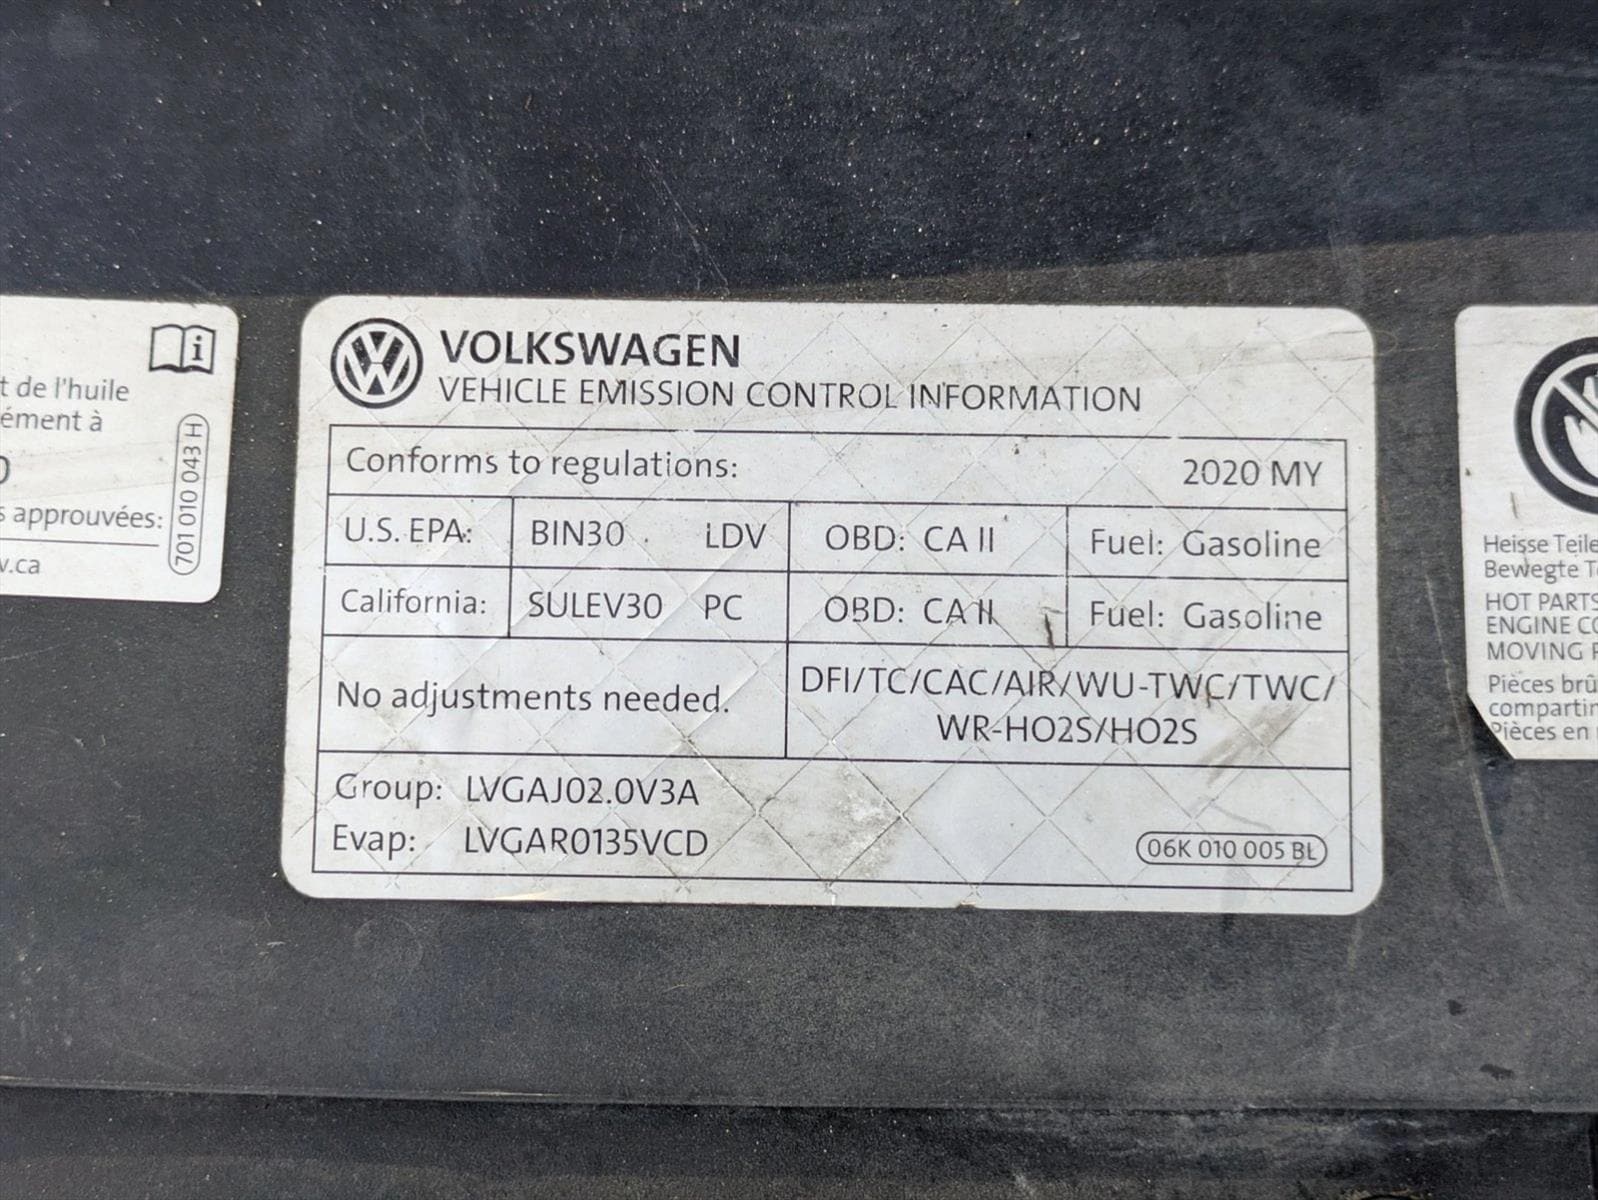 t de l'huile
ément à
s approuvées:
v.ca
701 010 043 H
VOLKSWAGEN
VEHICLE EMISSION CONTROL INFORMATION
Conforms to regulations: 2020 MY
U.S. EPA: BIN30 LDV OBD: CA II Fuel: Gasoline
California: SULEV30 PC OBD: CA II Fuel: Gasoline
No adjustments needed.
DFI/TC/CAC/AIR/WU-TWC/TWC/
WR-HO2S/HO2S
Group: LVGAJ02.0V3A
Evap: LVGAR0135VCD
06K 010 005 BL
Heisse Teile
Bewegte T
HOT PARTS
ENGINE CO
MOVING P
Pièces brû
compartin
Pièces en